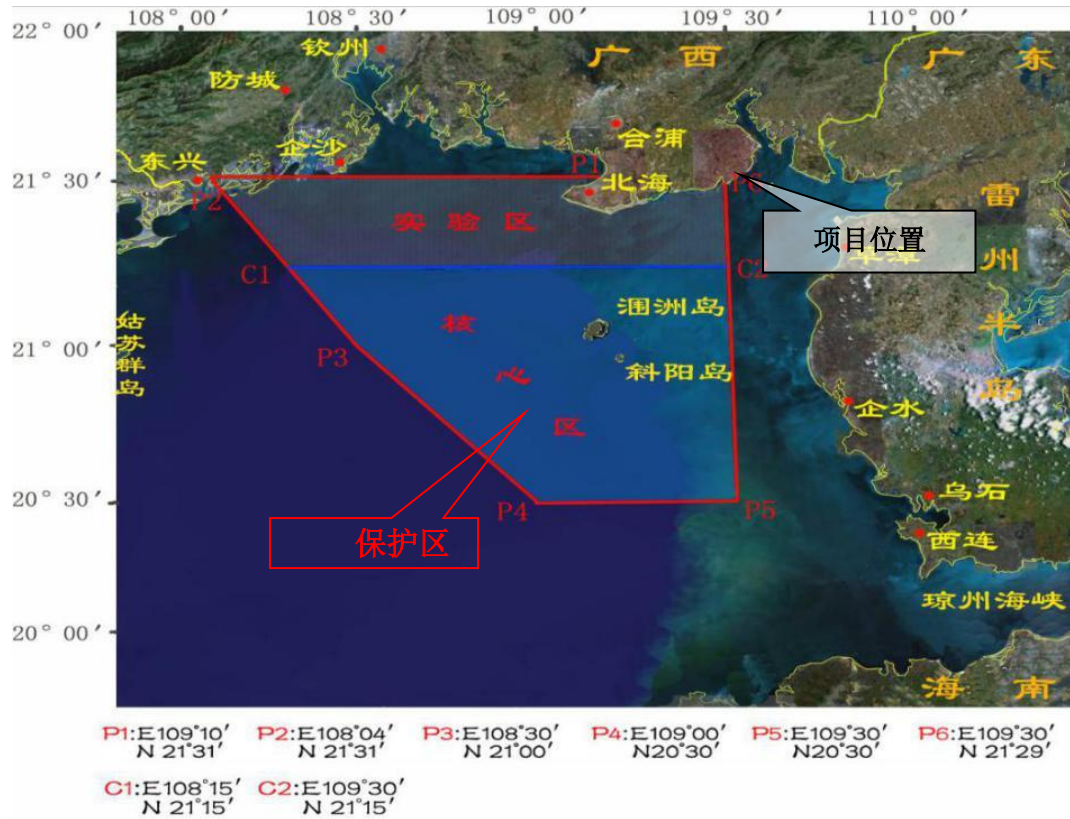 108° 00′ 108° 30′ 109° 00′ 109° 30′ 110° 00′
22° 00′
钦州
广 西
广 东
防城
合浦
企沙
东兴
P1
21° 30′
北海
P6
P2
雷州半岛
实验区
项目位置
草潭
C1
C2
姑苏群岛
涠洲岛
核心区
21° 00′
P3
斜阳岛
企水
乌石
20° 30′
P4
P5
保护区
西连
琼州海峡
20° 00′
海 南
P1:E109°10′ P2:E108°04′ P3:E108°30′ P4:E109°00′ P5:E109°30′ P6:E109°30′
N 21°31′ N 21°31′ N 21°00′ N20°30′ N20°30′ N 21°29′
C1:E108°15′ C2:E109°30′
N 21°15′ N 21°15′